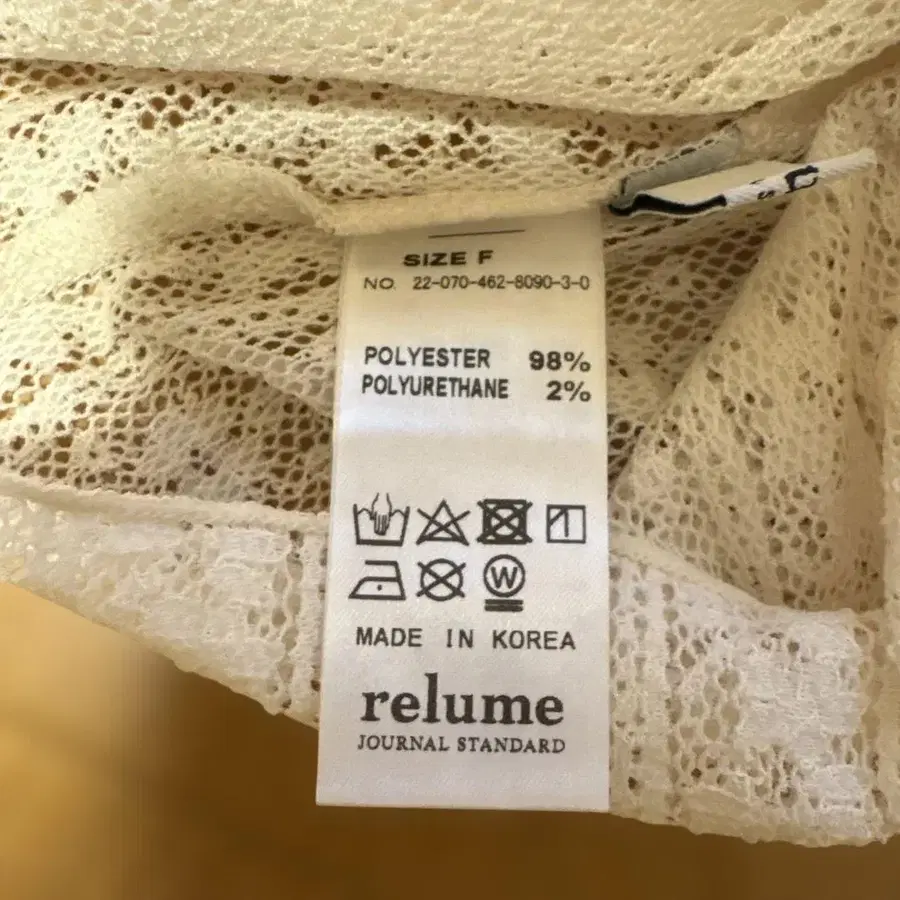 SIZE F
NO. 22-070-462-8090-3-0
POLYESTER 98%
POLYURETHANE 2%
W
MADE IN KOREA
relume
JOURNAL STANDARD